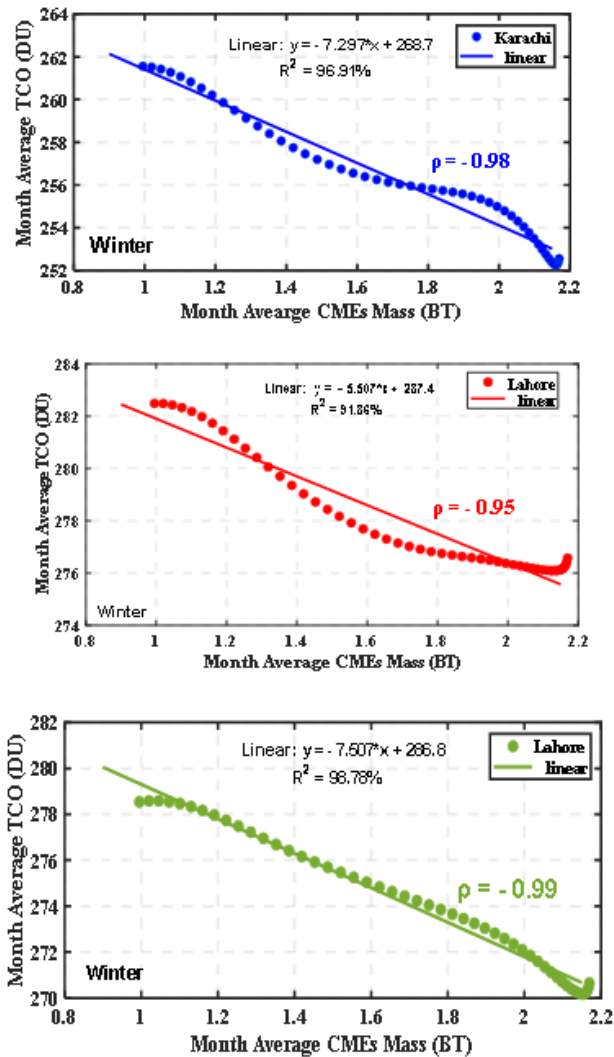 264
262
260
258
256
254
252
Month Average TCO (DU)
Linear: y = - 7.297*x + 268.7
R² = 96.91%
Karachi
linear
ρ = - 0.98
Winter
0.8 1 1.2 1.4 1.6 1.8 2 2.2
Month Avearge CMEs Mass (BT)
284
282
280
278
276
274
Month Average TCO (DU)
Linear: y = - 5.507*x + 287.4
R² = 91.86%
Lahore
linear
ρ = - 0.95
Winter
0.8 1 1.2 1.4 1.6 1.8 2 2.2
Month Average CMEs Mass (BT)
282
280
278
276
274
272
270
Month Average TCO (DU)
Linear: y = - 7.507*x + 286.8
R² = 98.78%
Lahore
linear
ρ = - 0.99
Winter
0.8 1 1.2 1.4 1.6 1.8 2 2.2
Month Average CMEs Mass (BT)